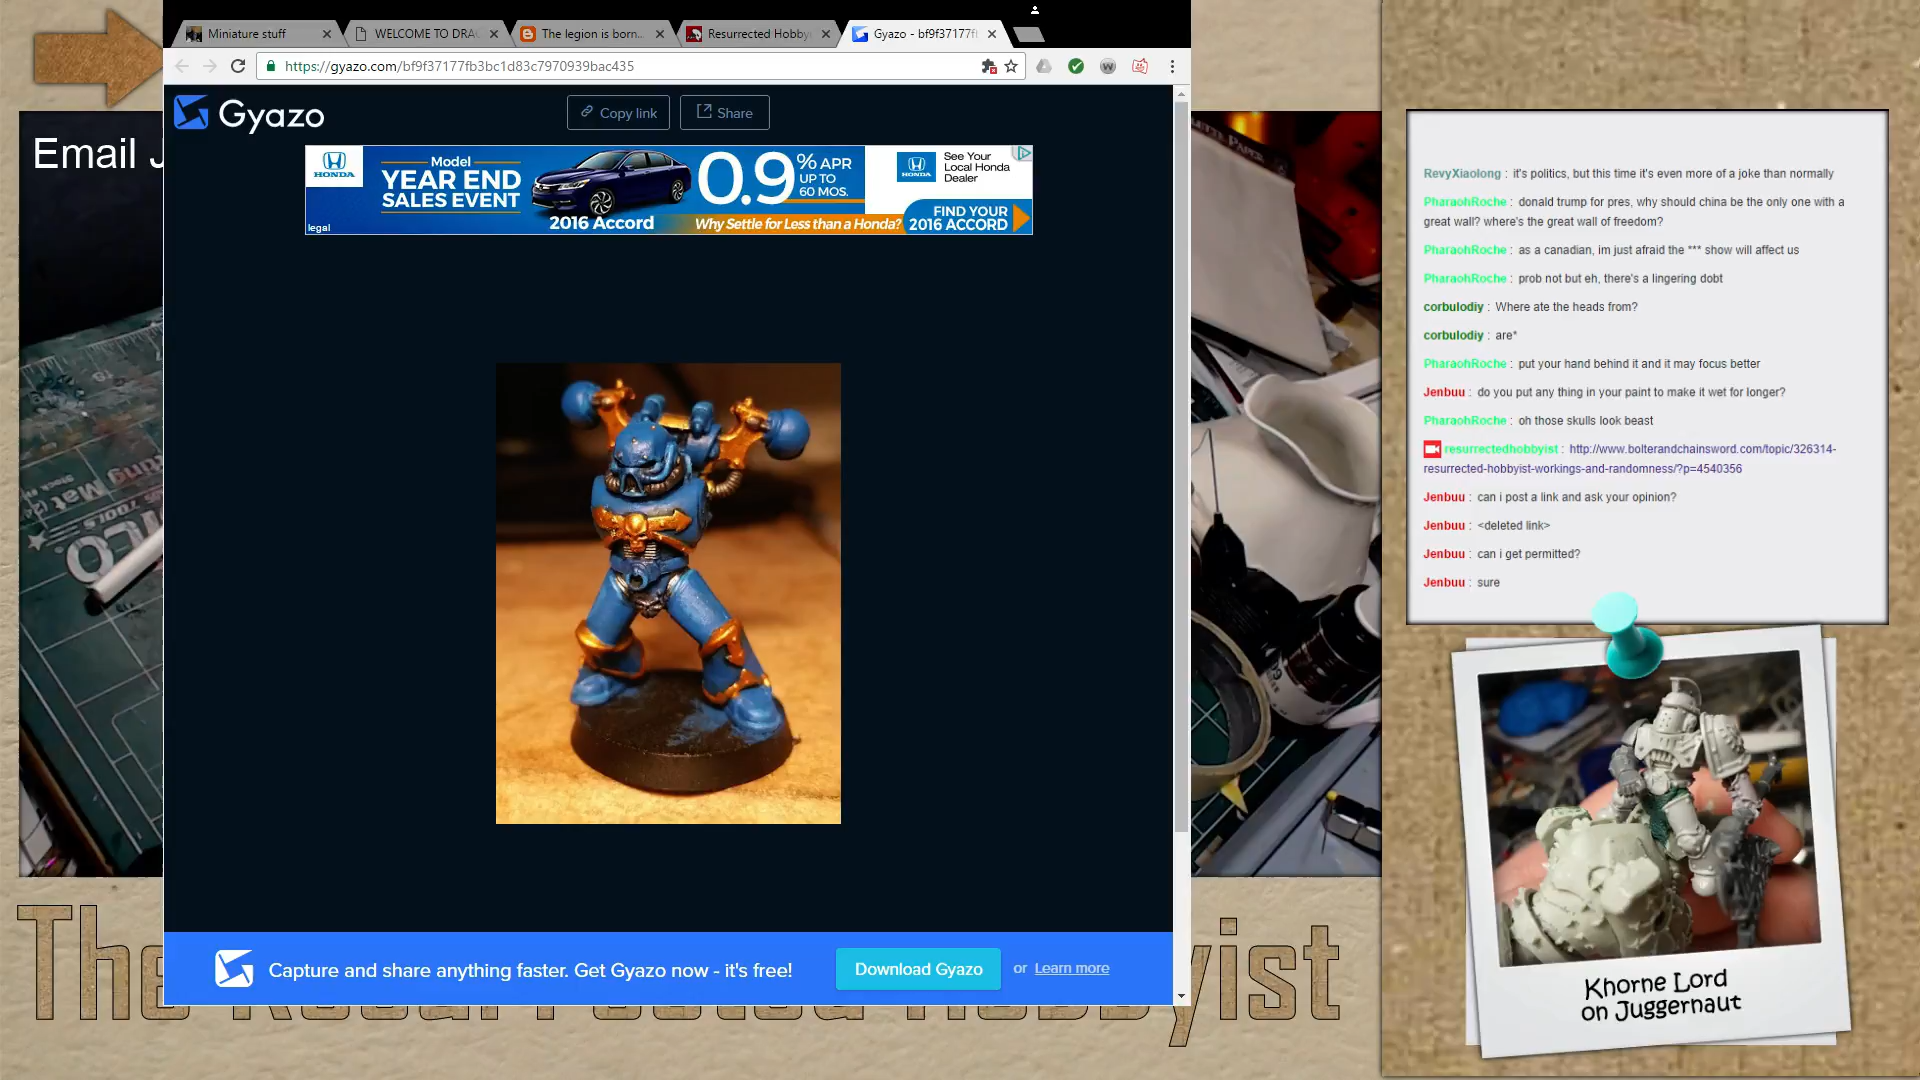 Miniature stuff
WELCOME TO DRA
The legion is born...
Resurrected Hobby
Gyazo - bf9f37177f
https://gyazo.com/bf9f37177fb3bc1d83c7970939bac435
Gyazo
Copy link
Share
Email J
HONDA
Model
YEAR END
SALES EVENT
legal
2016 Accord
0.9% APR
UP TO
60 MOS.
Why Settle for Less than a Honda?
HONDA
See Your
Local Honda
Dealer
FIND YOUR
2016 ACCORD
RevyXiaolong : it's politics, but this time it's even more of a joke than normally
PharaohRoche : donald trump for pres, why should china be the only one with a
great wall? where's the great wall of freedom?
PharaohRoche : as a canadian, im just afraid the *** show will affect us
PharaohRoche : prob not but eh, there's a lingering dobt
corbulodiy : Where ate the heads from?
corbulodiy : are*
PharaohRoche : put your hand behind it and it may focus better
Jenbuu : do you put any thing in your paint to make it wet for longer?
PharaohRoche : oh those skulls look beast
resurrectedhobbyist : http://www.bolterandchainsword.com/topic/326314-
resurrected-hobbyist-workings-and-randomness/?p=4540356
Jenbuu : can i post a link and ask your opinion?
Jenbuu : <deleted link>
Jenbuu : can i get permitted?
Jenbuu : sure
Capture and share anything faster. Get Gyazo now - it's free!
Download Gyazo
or Learn more
Khorne Lord
on Juggernaut